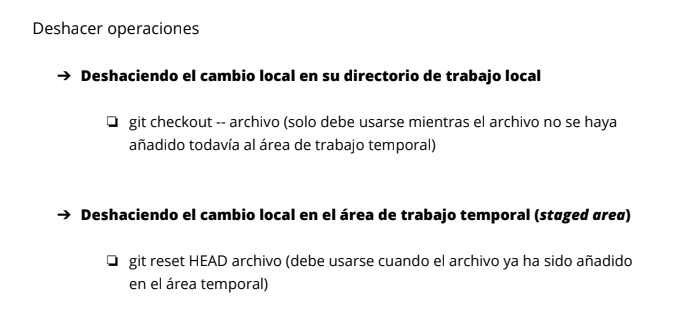 Deshacer operaciones
➔ Deshaciendo el cambio local en su directorio de trabajo local
❏ git checkout -- archivo (solo debe usarse mientras el archivo no se haya
añadido todavía al área de trabajo temporal)
➔ Deshaciendo el cambio local en el área de trabajo temporal (staged area)
❏ git reset HEAD archivo (debe usarse cuando el archivo ya ha sido añadido
en el área temporal)